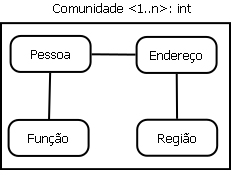 Comunidade <1..n>: int
Pessoa
Endereço
Função
Região